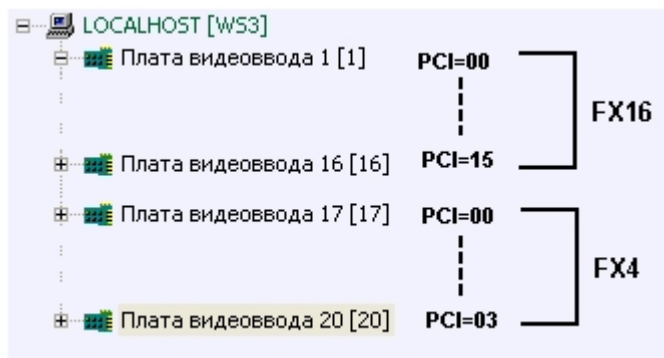 LOCALHOST [WS3]
Плата видеоввода 1 [1] PCI=00
FX16
Плата видеоввода 16 [16] PCI=15
Плата видеоввода 17 [17] PCI=00
FX4
Плата видеоввода 20 [20] PCI=03